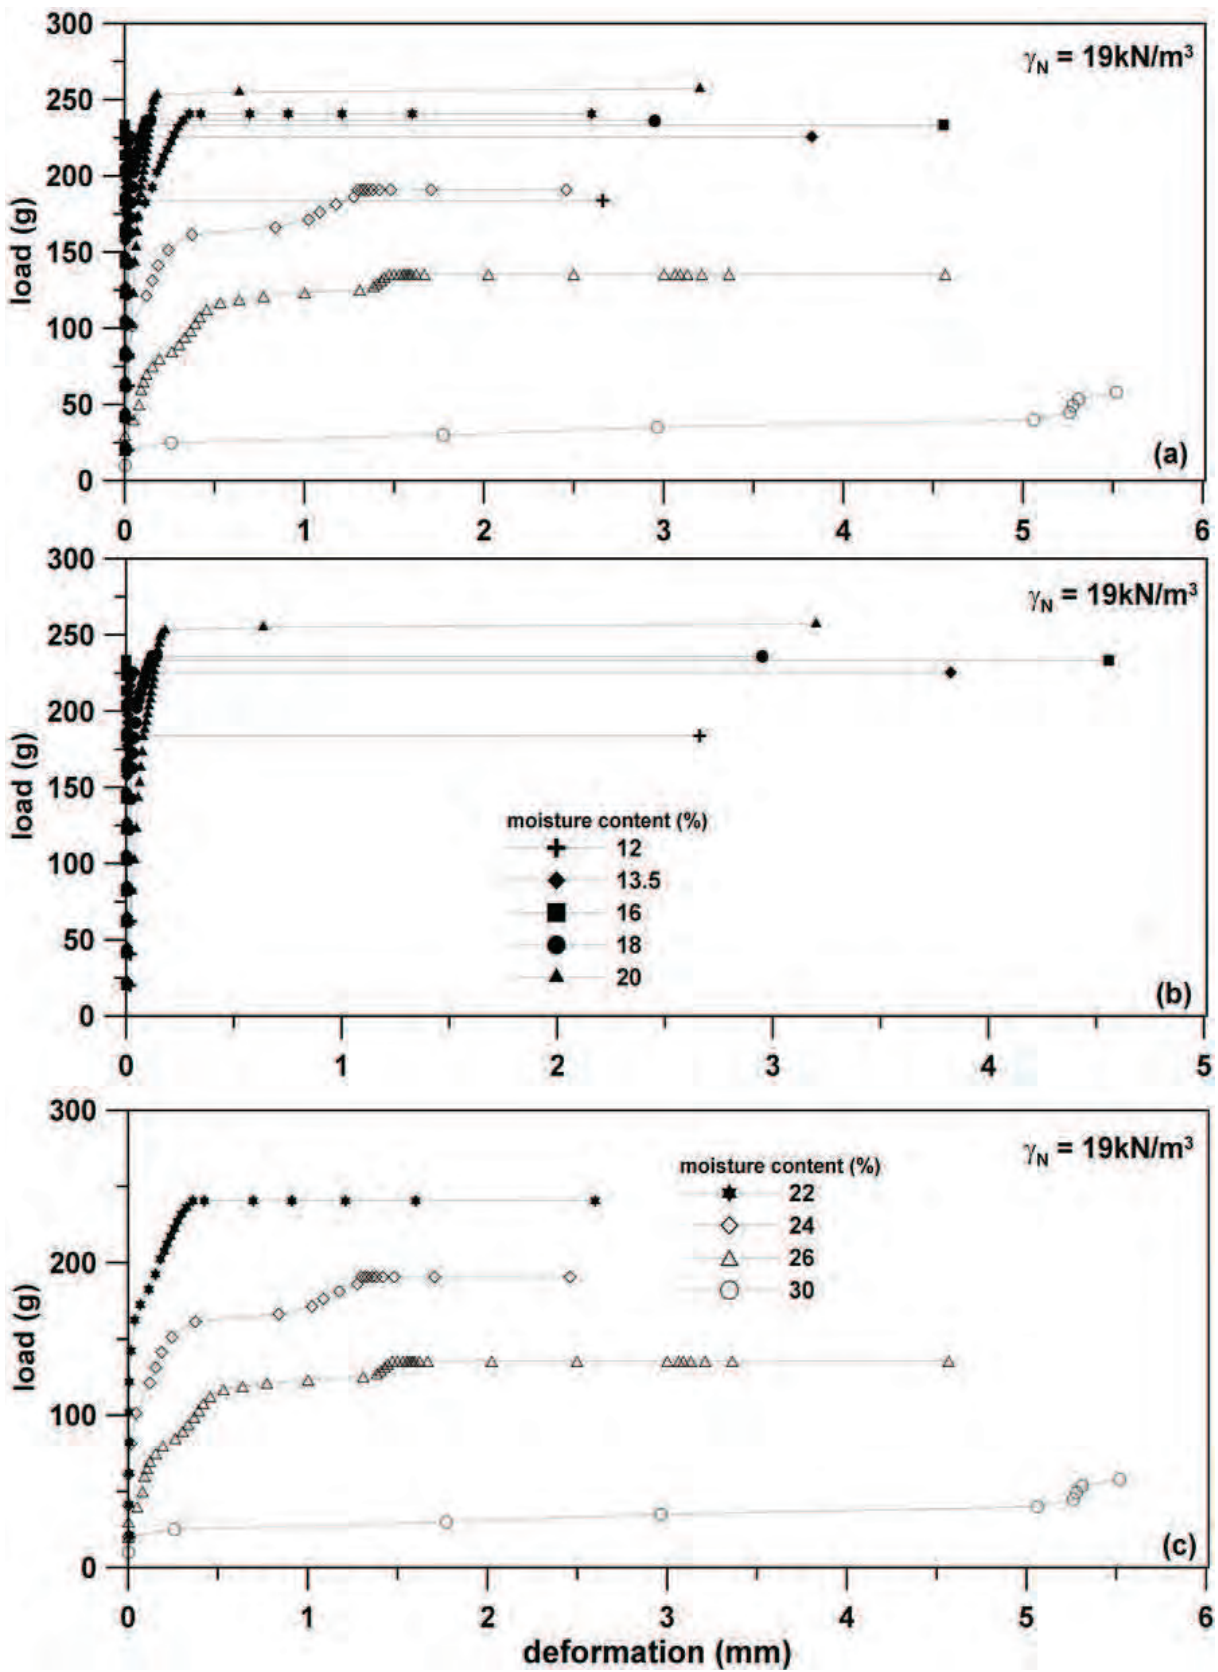 300
γN = 19kN/m3
250
200
150
load (g)
100
50
(a)
0
0 1 2 3 4 5 6
300
γN = 19kN/m3
250
200
150
load (g)
moisture content (%)
12
13.5
100
16
50
18
20
(b)
0
0 1 2 3 4 5
300
γN = 19kN/m3
moisture content (%)
22
200
24
26
30
load (g)
100
(c)
0
0 1 2 3 4 5 6
deformation (mm)